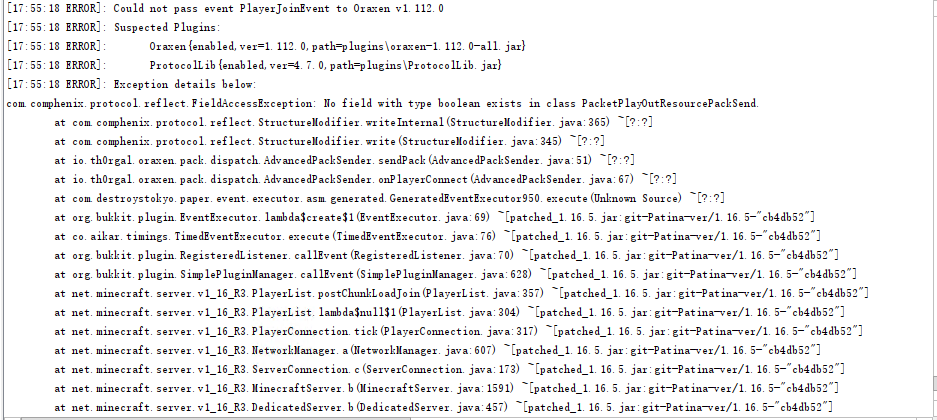 [17:55:18 ERROR]: Could not pass event PlayerJoinEvent to Oraxen v1.112.0
[17:55:18 ERROR]: Suspected Plugins:
[17:55:18 ERROR]: Oraxen{enabled,ver=1.112.0,path=plugins\oraxen-1.112.0-all.jar}
[17:55:18 ERROR]: ProtocolLib{enabled,ver=4.7.0,path=plugins\ProtocolLib.jar}
[17:55:18 ERROR]: Exception details below:
com.comphenix.protocol.reflect.FieldAccessException: No field with type boolean exists in class PacketPlayOutResourcePackSend.
at com.comphenix.protocol.reflect.StructureModifier.writeInternal(StructureModifier.java:365) ~[?:?]
at com.comphenix.protocol.reflect.StructureModifier.write(StructureModifier.java:345) ~[?:?]
at io.th0rgal.oraxen.pack.dispatch.AdvancedPackSender.sendPack(AdvancedPackSender.java:51) ~[?:?]
at io.th0rgal.oraxen.pack.dispatch.AdvancedPackSender.onPlayerConnect(AdvancedPackSender.java:67) ~[?:?]
at com.destroystokyo.paper.event.executor.asm.generated.GeneratedEventExecutor950.execute(Unknown Source) ~[?:?]
at org.bukkit.plugin.EventExecutor.lambda$create$1(EventExecutor.java:69) ~[patched_1.16.5.jar:git-Patina-ver/1.16.5-"cb4db52"]
at co.aikar.timings.TimedEventExecutor.execute(TimedEventExecutor.java:76) ~[patched_1.16.5.jar:git-Patina-ver/1.16.5-"cb4db52"]
at org.bukkit.plugin.RegisteredListener.callEvent(RegisteredListener.java:70) ~[patched_1.16.5.jar:git-Patina-ver/1.16.5-"cb4db52"]
at org.bukkit.plugin.SimplePluginManager.callEvent(SimplePluginManager.java:628) ~[patched_1.16.5.jar:git-Patina-ver/1.16.5-"cb4db52"]
at net.minecraft.server.v1_16_R3.PlayerList.postChunkLoadJoin(PlayerList.java:357) ~[patched_1.16.5.jar:git-Patina-ver/1.16.5-"cb4db52"]
at net.minecraft.server.v1_16_R3.PlayerList.lambda$null$1(PlayerList.java:304) ~[patched_1.16.5.jar:git-Patina-ver/1.16.5-"cb4db52"]
at net.minecraft.server.v1_16_R3.PlayerConnection.tick(PlayerConnection.java:317) ~[patched_1.16.5.jar:git-Patina-ver/1.16.5-"cb4db52"]
at net.minecraft.server.v1_16_R3.NetworkManager.a(NetworkManager.java:607) ~[patched_1.16.5.jar:git-Patina-ver/1.16.5-"cb4db52"]
at net.minecraft.server.v1_16_R3.ServerConnection.c(ServerConnection.java:173) ~[patched_1.16.5.jar:git-Patina-ver/1.16.5-"cb4db52"]
at net.minecraft.server.v1_16_R3.MinecraftServer.b(MinecraftServer.java:1591) ~[patched_1.16.5.jar:git-Patina-ver/1.16.5-"cb4db52"]
at net.minecraft.server.v1_16_R3.DedicatedServer.b(DedicatedServer.java:457) ~[patched_1.16.5.jar:git-Patina-ver/1.16.5-"cb4db52"]